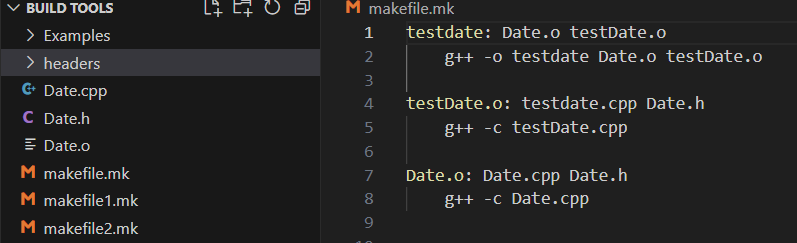 BUILD TOOLS
Examples
headers
Date.cpp
Date.h
Date.o
makefile.mk
makefile1.mk
makefile2.mk
makefile.mk
1 testdate: Date.o testDate.o
2 g++ -o testdate Date.o testDate.o
3
4 testDate.o: testdate.cpp Date.h
5 g++ -c testDate.cpp
6
7 Date.o: Date.cpp Date.h
8 g++ -c Date.cpp
9
10